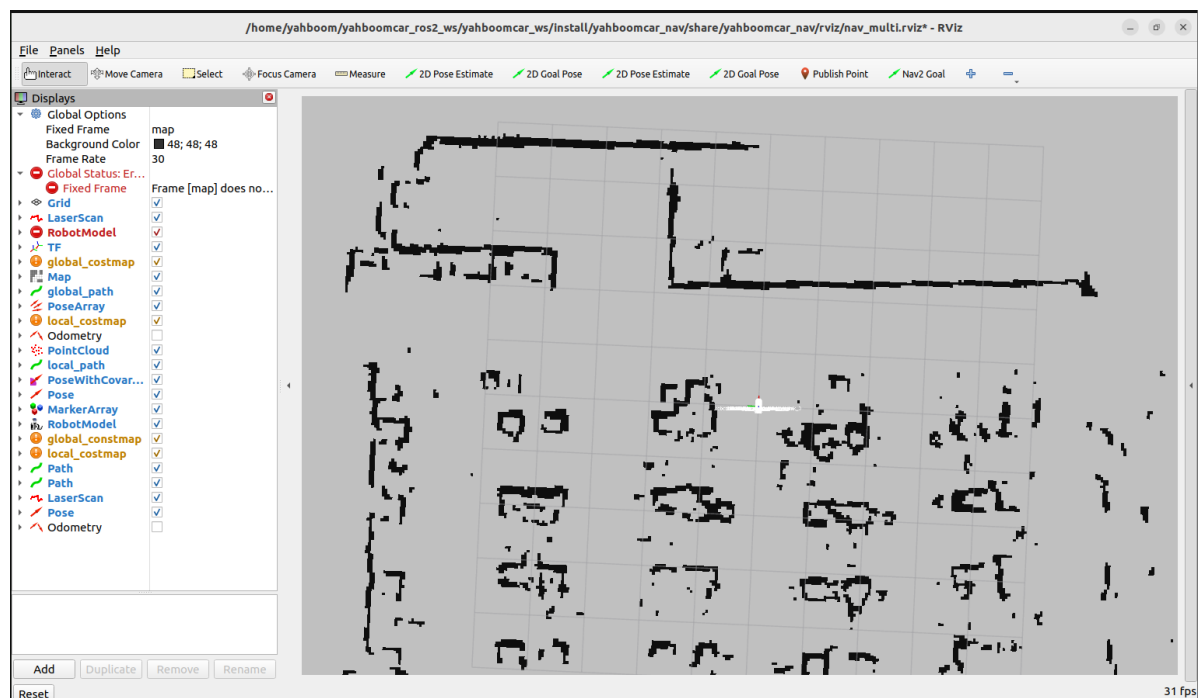 /home/yahboom/yahboomcar_ros2_ws/yahboomcar_ws/install/yahboomcar_nav/share/yahboomcar_nav/rviz/nav_multi.rviz* - RViz
File Panels Help
Interact Move Camera Select Focus Camera Measure 2D Pose Estimate 2D Goal Pose 2D Pose Estimate 2D Goal Pose Publish Point Nav2 Goal
Displays
Global Options
Fixed Frame map
Background Color 48; 48; 48
Frame Rate 30
Global Status: Er...
Fixed Frame Frame [map] does no...
Grid
LaserScan
RobotModel
TF
global_costmap
Map
global_path
PoseArray
local_costmap
Odometry
PointCloud
local_path
PoseWithCovar...
Pose
MarkerArray
RobotModel
global_constmap
local_costmap
Path
Path
LaserScan
Pose
Odometry
Add Duplicate Remove Rename
Reset 31 fps